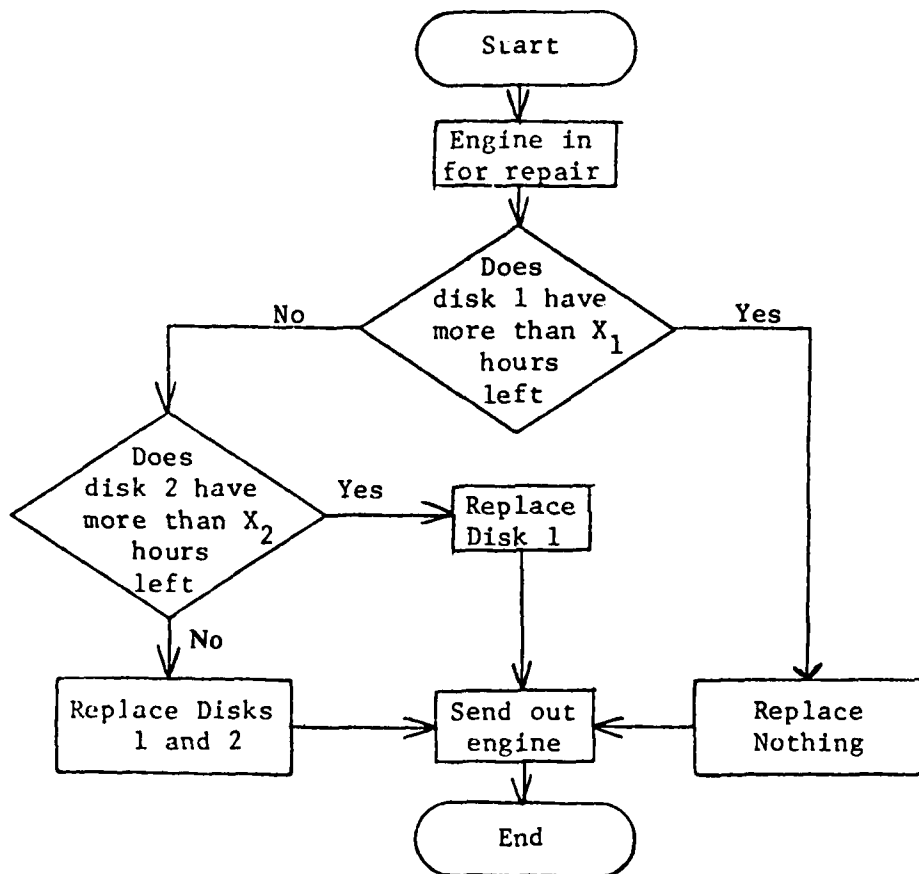 Start
Engine in
for repair
Does
disk 1 have
more than X1
hours
left
No
Yes
Does
disk 2 have
more than X2
hours
left
Yes
Replace
Disk 1
No
Replace Disks
1 and 2
Send out
engine
Replace
Nothing
End